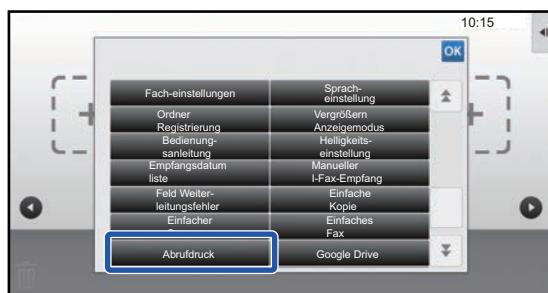 10:15
OK
Fach-einstellungen
Sprach-
einstellung
Ordner
Registrierung
Vergrößern
Anzeigemodus
Bedienung-
sanleitung
Helligkeits-
einstellung
Empfangsdatum
liste
Manueller
I-Fax-Empfang
Feld Weiter-
leitungsfehler
Einfache
Kopie
Einfacher
Einfaches
Fax
Abrufdruck
Google Drive